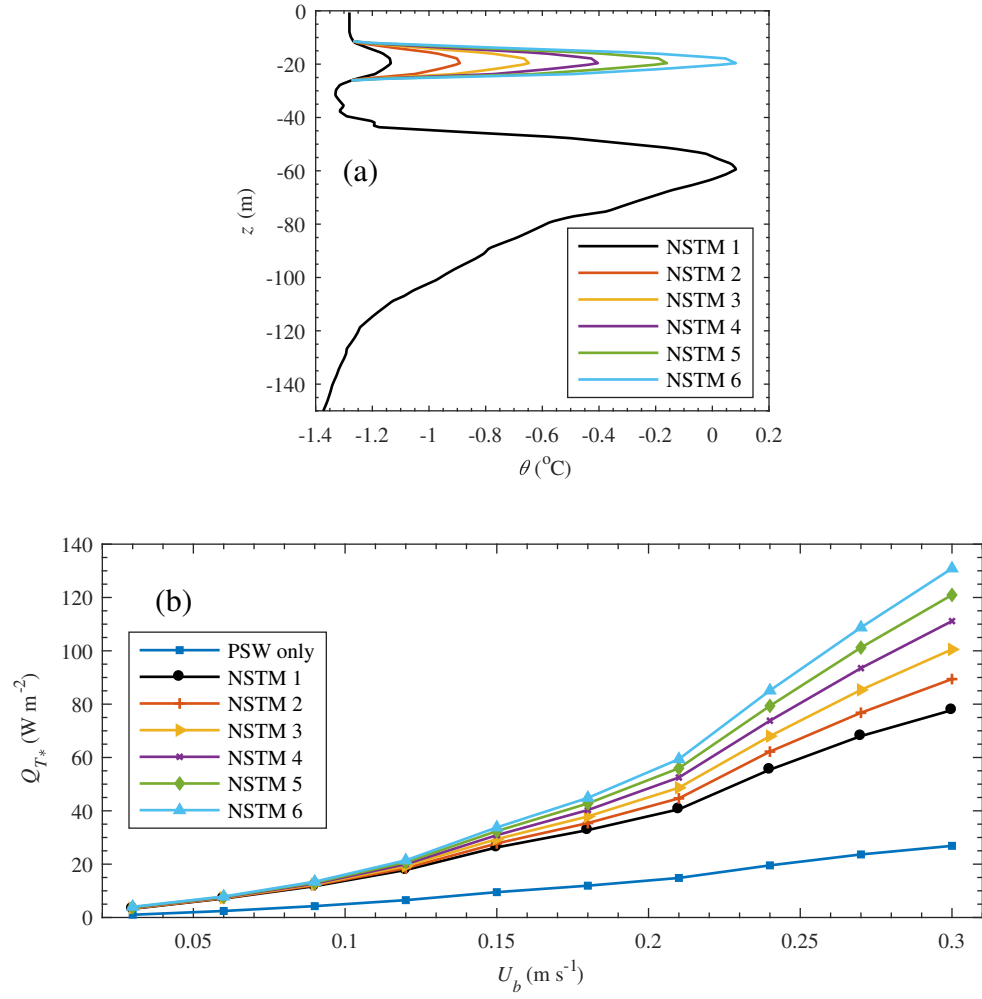 0
-20
-40
-60
-80
-100
-120
-140
z (m)
(a)
NSTM 1
NSTM 2
NSTM 3
NSTM 4
NSTM 5
NSTM 6
-1.4 -1.2 -1 -0.8 -0.6 -0.4 -0.2 0 0.2
θ (°C)
140
120
100
80
60
40
20
0
Q_T* (W m⁻²)
(b)
PSW only
NSTM 1
NSTM 2
NSTM 3
NSTM 4
NSTM 5
NSTM 6
0.05 0.1 0.15 0.2 0.25 0.3
U_b (m s⁻¹)